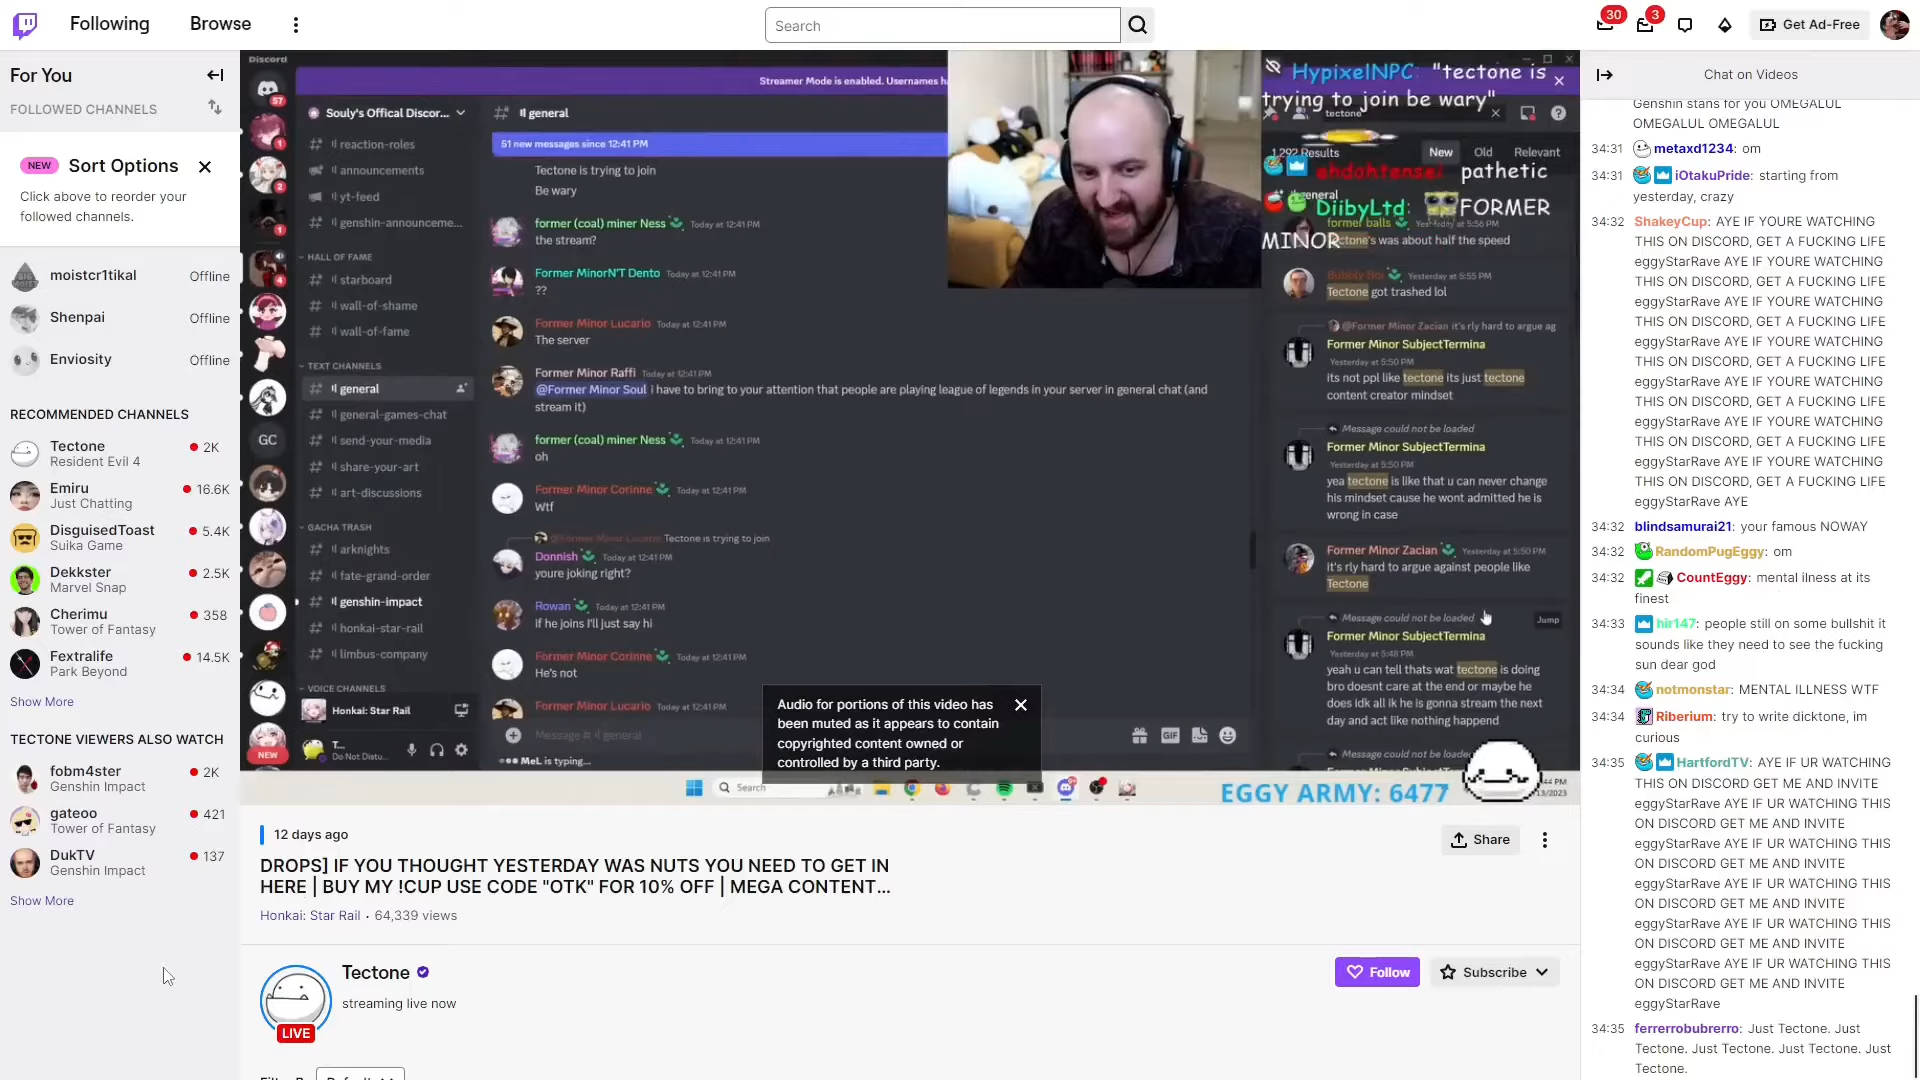 Following
Browse
Search
30
3
Get Ad-Free
For You
FOLLOWED CHANNELS
NEW
Sort Options
Click above to reorder your
followed channels.
moistcr1tikal
Offline
Shenpai
Offline
Enviosity
Offline
RECOMMENDED CHANNELS
Tectone
2K
Resident Evil 4
Emiru
16.6K
Just Chatting
DisguisedToast
5.4K
Suika Game
Dekkster
2.5K
Marvel Snap
Cherimu
358
Tower of Fantasy
Fextralife
14.5K
Park Beyond
Show More
TECTONE VIEWERS ALSO WATCH
fobm4ster
2K
Genshin Impact
gateoo
421
Tower of Fantasy
DukTV
137
Genshin Impact
Show More
Discord
57
1
2
1
4
GC
NEW
Streamer Mode is enabled. Usernames ha
Souly's Offical Discor...
reaction-roles
announcements
yt-feed
genshin-announceme...
HALL OF FAME
starboard
wall-of-shame
wall-of-fame
TEXT CHANNELS
general
general-games-chat
send-your-media
share-your-art
art-discussions
GACHA TRASH
arknights
fate-grand-order
genshin-impact
honkai-star-rail
limbus-company
VOICE CHANNELS
Honkai: Star Rail
T...
Do Not Distu...
general
51 new messages since 12:41 PM
Tectone is trying to join
Be wary
former (coal) miner Ness Today at 12:41 PM
the stream?
Former MinorN'T Dento Today at 12:41 PM
??
Former Minor Lucario Today at 12:41 PM
The server
Former Minor Raffi Today at 12:41 PM
@Former Minor Soul i have to bring to your attention that people are playing league of legends in your server in general chat (and
stream it)
former (coal) miner Ness Today at 12:41 PM
oh
Former Minor Corinne Today at 12:41 PM
Wtf
@Former Minor Lucario Tectone is trying to join
Donnish Today at 12:41 PM
youre joking right?
Rowan Today at 12:41 PM
if he joins I'll just say hi
Former Minor Corinne Today at 12:41 PM
He's not
Former Minor Lucario Today at 12:41 PM
Message # general
GIF
MeL is typing...
Audio for portions of this video has
been muted as it appears to contain
copyrighted content owned or
controlled by a third party.
HypixelNPC: "tectone is
trying to join be wary"
tectone
1,292 Results
New
Old
Relevant
ehdohtensei
pathetic
general
DiibyLtd: FORMER
MINOR
former balls Yesterday at 5:56 PM
tectone's was about half the speed
Bubbly Boi Yesterday at 5:55 PM
Tectone got trashed lol
@Former Minor Zacian it's rly hard to argue ag
Former Minor SubjectTermina
Yesterday at 5:50 PM
its not ppl like tectone its just tectone
content creator mindset
Message could not be loaded
Former Minor SubjectTermina
Yesterday at 5:50 PM
yea tectone is like that u can never change
his mindset cause he wont admitted he is
wrong in case
Former Minor Zacian Yesterday at 5:50 PM
it's rly hard to argue against people like
Tectone
Message could not be loaded
Jump
Former Minor SubjectTermina
Yesterday at 5:48 PM
yeah u can tell thats wat tectone is doing
bro doesnt care at the end or maybe he
does idk all ik he is gonna stream the next
day and act like nothing happend
Message could not be loaded
Search
EGGY ARMY: 6477
13/2023
12 days ago
Share
DROPS] IF YOU THOUGHT YESTERDAY WAS NUTS YOU NEED TO GET IN
HERE | BUY MY !CUP USE CODE "OTK" FOR 10% OFF | MEGA CONTENT...
Honkai: Star Rail • 64,339 views
Tectone
streaming live now
LIVE
Follow
Subscribe
Chat on Videos
Genshin stans for you OMEGALUL
OMEGALUL OMEGALUL
34:31 metaxd1234: om
34:31 iOtakuPride: starting from
yesterday, crazy
34:32 ShakeyCup: AYE IF YOURE WATCHING
THIS ON DISCORD, GET A FUCKING LIFE
eggyStarRave AYE IF YOURE WATCHING
THIS ON DISCORD, GET A FUCKING LIFE
eggyStarRave AYE IF YOURE WATCHING
THIS ON DISCORD, GET A FUCKING LIFE
eggyStarRave AYE IF YOURE WATCHING
THIS ON DISCORD, GET A FUCKING LIFE
eggyStarRave AYE IF YOURE WATCHING
THIS ON DISCORD, GET A FUCKING LIFE
eggyStarRave AYE IF YOURE WATCHING
THIS ON DISCORD, GET A FUCKING LIFE
eggyStarRave AYE IF YOURE WATCHING
THIS ON DISCORD, GET A FUCKING LIFE
eggyStarRave AYE
34:32 blindsamurai21: your famous NOWAY
34:32 RandomPugEggy: om
34:32 CountEggy: mental ilness at its
finest
34:33 hir147: people still on some bullshit it
sounds like they need to see the fucking
sun dear god
34:34 notmonstar: MENTAL ILLNESS WTF
34:34 Riberium: try to write dicktone, im
curious
34:35 HartfordTV: AYE IF UR WATCHING
THIS ON DISCORD GET ME AND INVITE
eggyStarRave AYE IF UR WATCHING THIS
ON DISCORD GET ME AND INVITE
eggyStarRave AYE IF UR WATCHING THIS
ON DISCORD GET ME AND INVITE
eggyStarRave AYE IF UR WATCHING THIS
ON DISCORD GET ME AND INVITE
eggyStarRave AYE IF UR WATCHING THIS
ON DISCORD GET ME AND INVITE
eggyStarRave AYE IF UR WATCHING THIS
ON DISCORD GET ME AND INVITE
eggyStarRave
34:35 ferrerrobubrerro: Just Tectone. Just
Tectone. Just Tectone. Just Tectone. Just
Tectone.